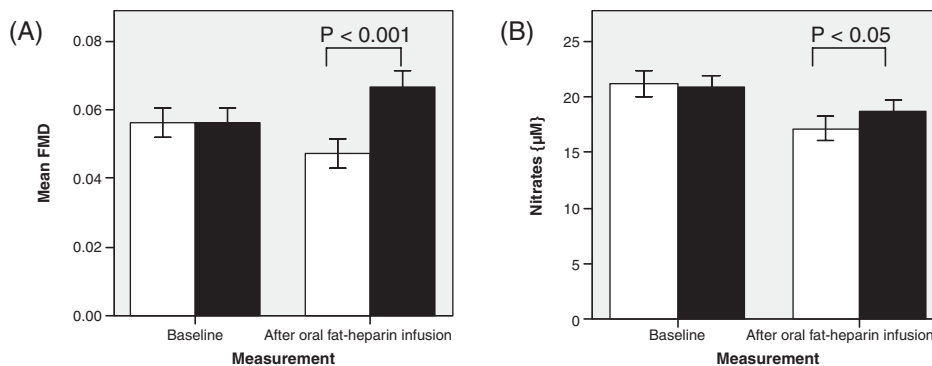 (A)
P < 0.001
0.08
0.06
0.04
0.02
0.00
Mean FMD
Baseline
After oral fat-heparin infusion
Measurement
(B)
P < 0.05
25
20
15
10
5
0
Nitrates {µM}
Baseline
After oral fat-heparin infusion
Measurement